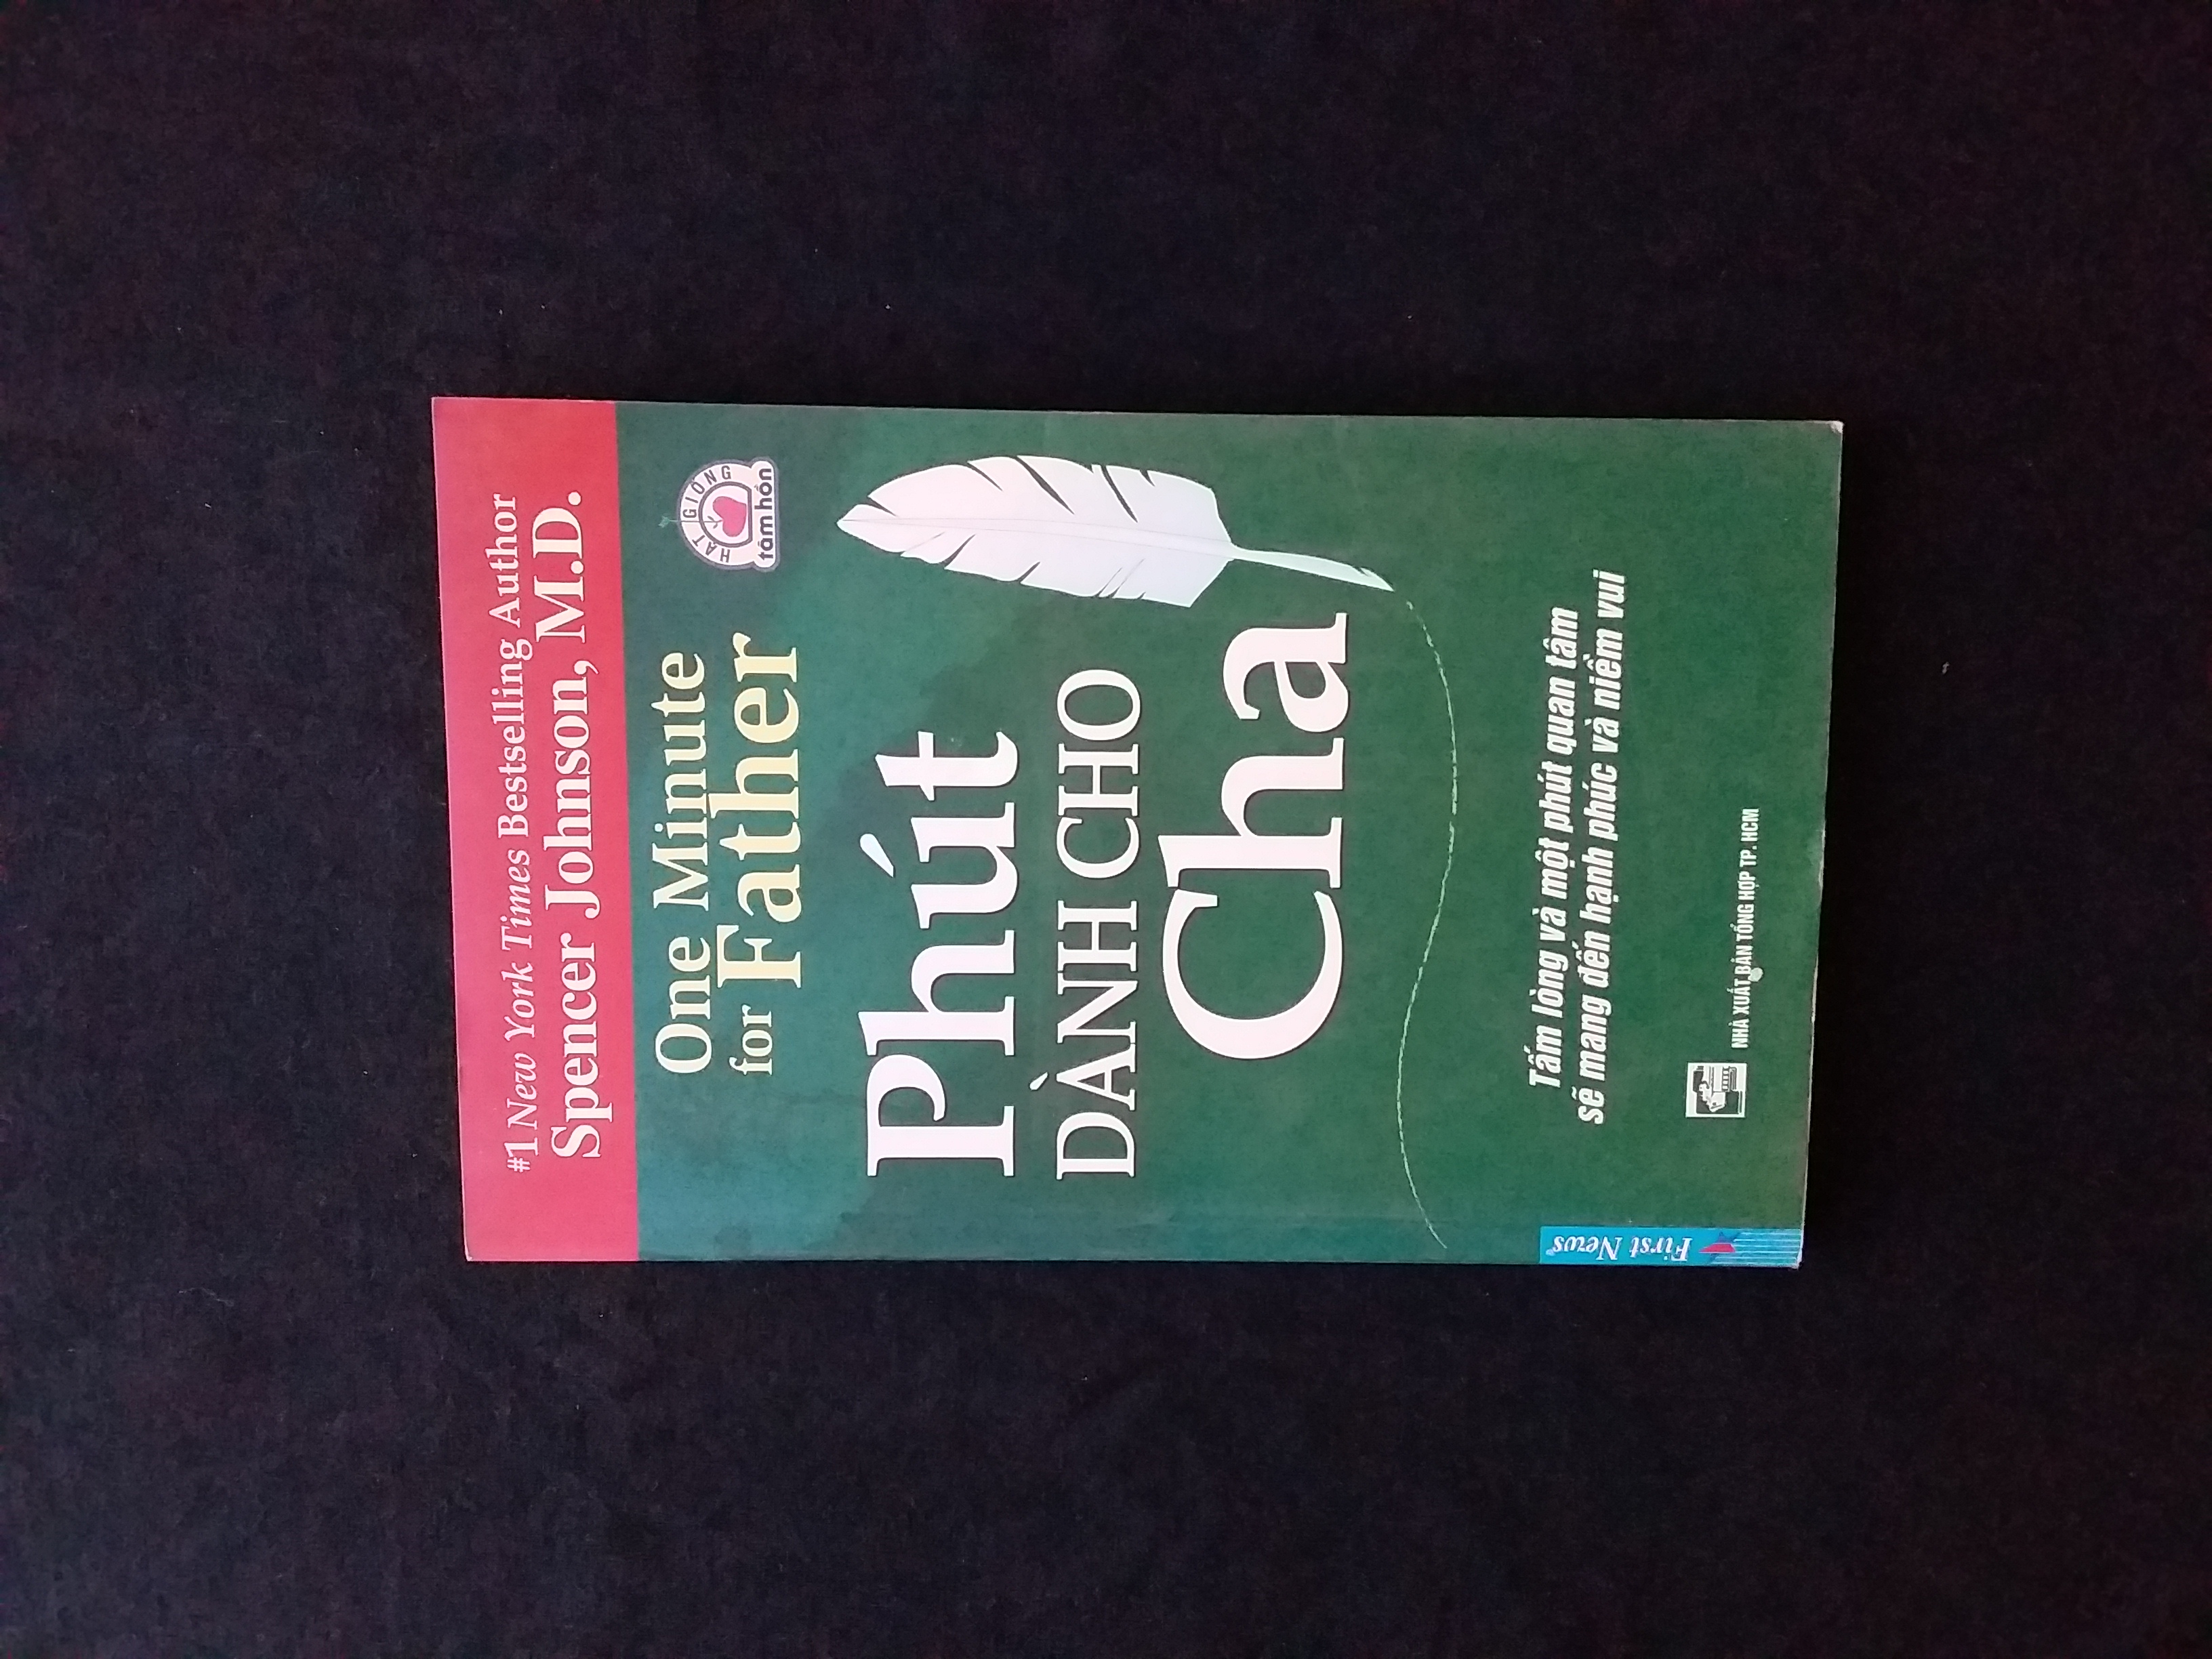 #1 New York Times Bestselling Author
Spencer Johnson, M.D.
One Minute
for Father
HẠT GIỐNG
tâm hồn
Phút
DÀNH CHO
Cha
Tấm lòng và một phút quan tâm
sẽ mang đến hạnh phúc và niềm vui
First News
NHÀ XUẤT BẢN TỔNG HỢP TP. HCM